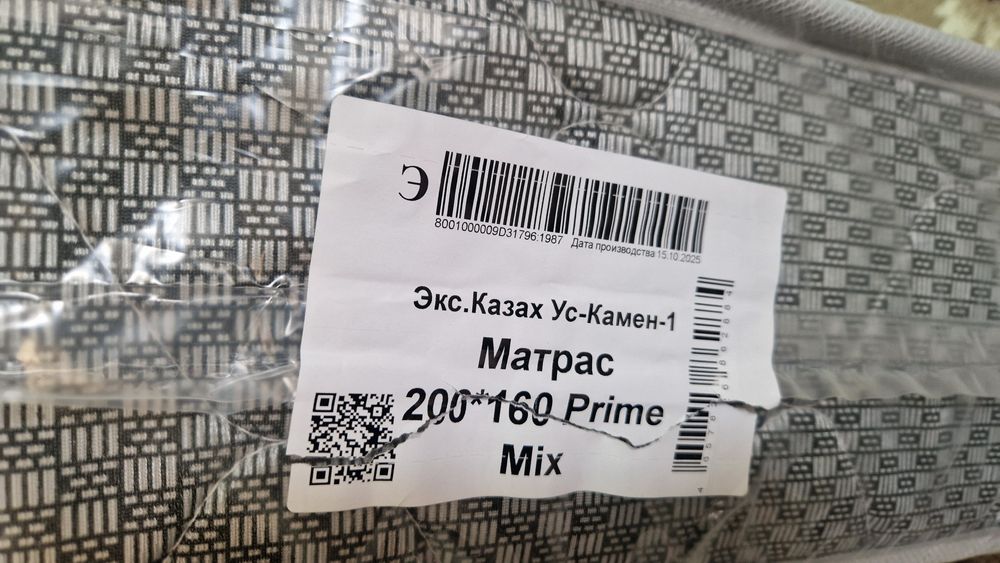 Э
8001000009D31796:1987 Дата производства 15.10.2025
Экс.Казах Ус-Камен-1
Матрас
200*160 Prime
Mix